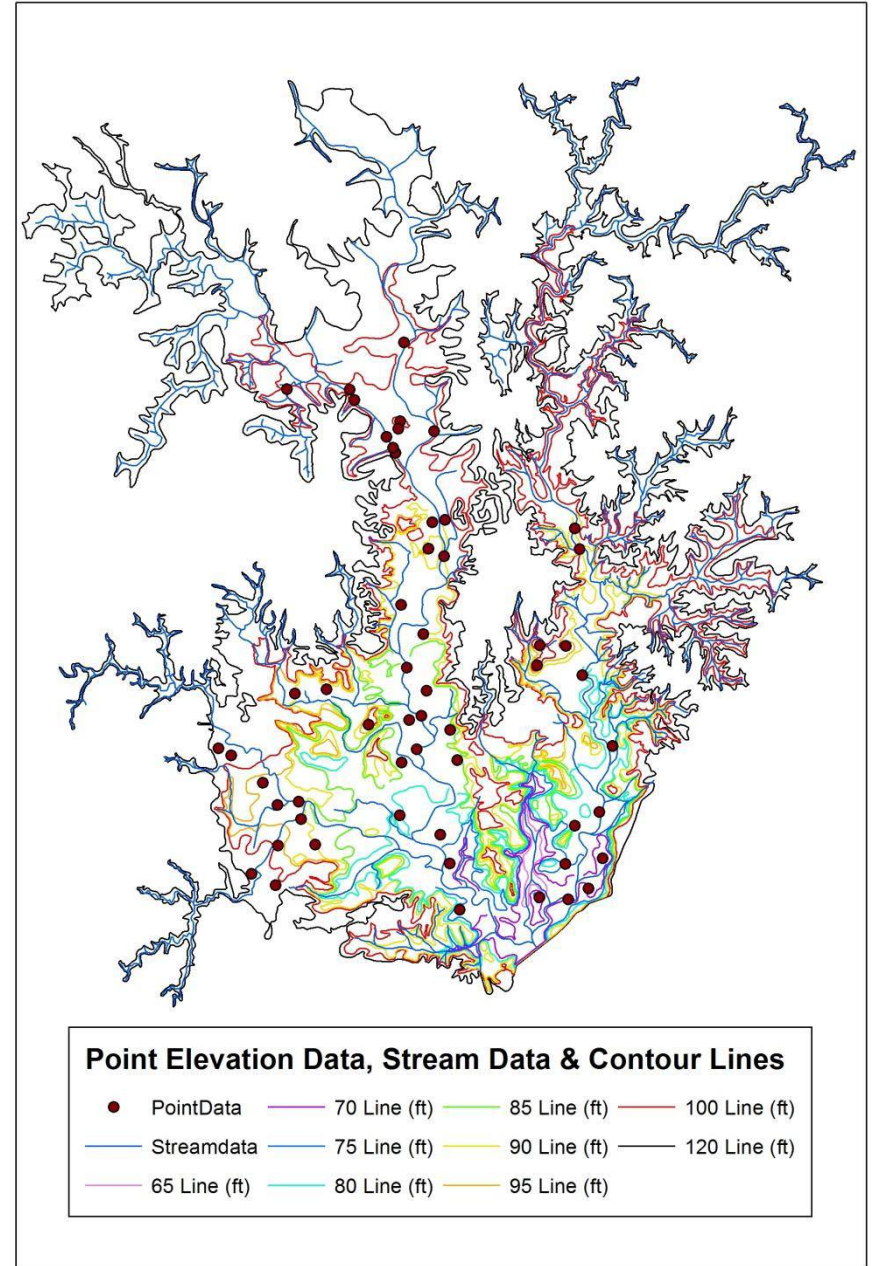 Point Elevation Data, Stream Data & Contour Lines
PointData 70 Line (ft) 85 Line (ft) 100 Line (ft)
Streamdata 75 Line (ft) 90 Line (ft) 120 Line (ft)
65 Line (ft) 80 Line (ft) 95 Line (ft)